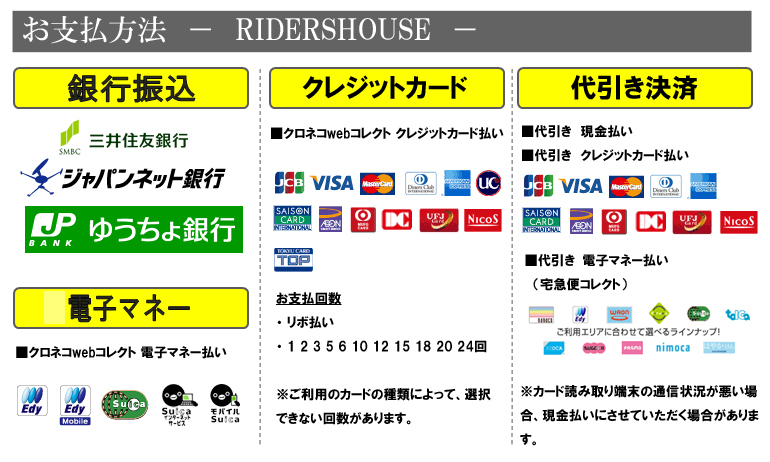 お支払方法 － RIDERSHOUSE －
銀行振込
SMBC 三井住友銀行
ジャパンネット銀行
JP BANK ゆうちょ銀行
電子マネー
■クロネコwebコレクト 電子マネー払い
Edy
Edy Mobile
Suica
Suica インターネットサービス
モバイル Suica
クレジットカード
■クロネコwebコレクト クレジットカード払い
JCB VISA MasterCard Diners Club INTERNATIONAL AMERICAN EXPRESS UC
SAISON CARD INTERNATIONAL AEON DC UFJ Card NICOS
TOKYU CARD TOP
お支払回数
・ リボ払い
・ 1 2 3 5 6 10 12 15 18 20 24回
※ご利用のカードの種類によって、選択
できない回数があります。
代引き決済
■代引き 現金払い
■代引き クレジットカード払い
JCB VISA MasterCard Diners Club INTERNATIONAL AMERICAN EXPRESS
SAISON CARD INTERNATIONAL AEON DC UFJ Card NICOS
■代引き 電子マネー払い
（宅急便コレクト）
nanaco Edy WAON Suica toica
ご利用エリアに合わせて選べるラインナップ!
ICOCA SUGOCA PASMO nimoca はやかけん
※カード読み取り端末の通信状況が悪い場
合、現金払いにさせていただく場合がありま
す。